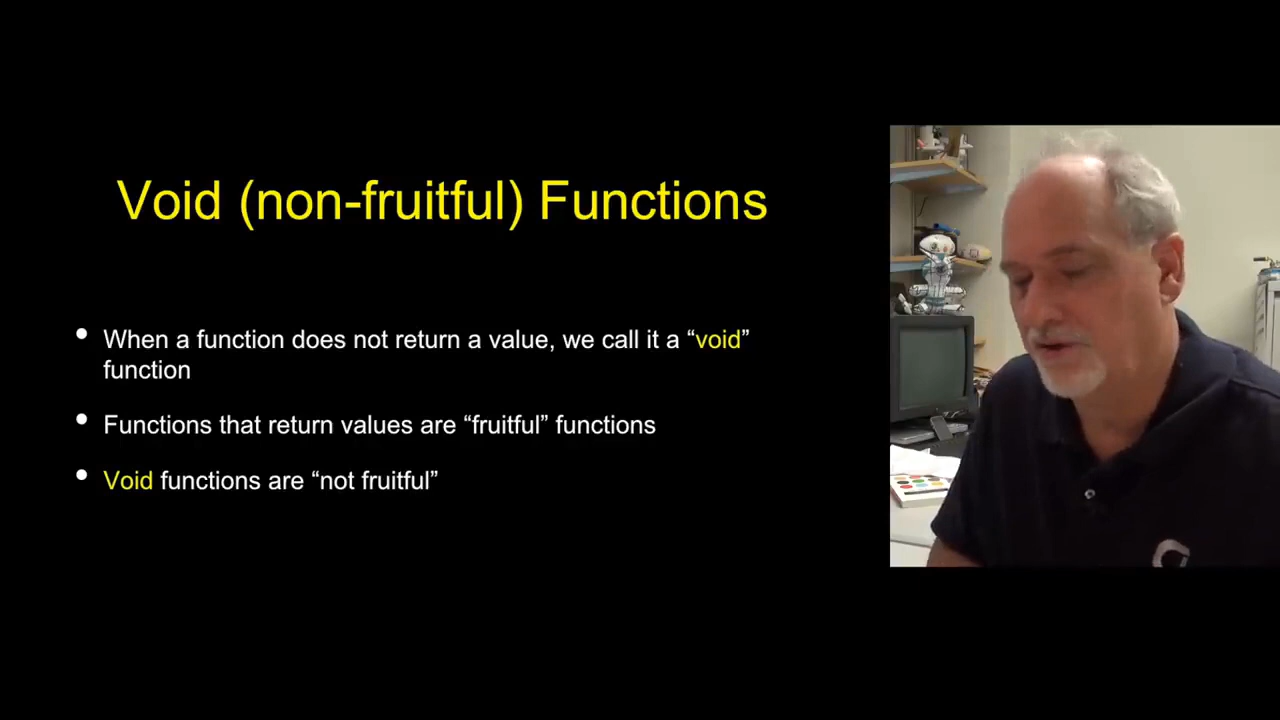 Void (non-fruitful) Functions
• When a function does not return a value, we call it a “void”
function
• Functions that return values are “fruitful” functions
• Void functions are “not fruitful”